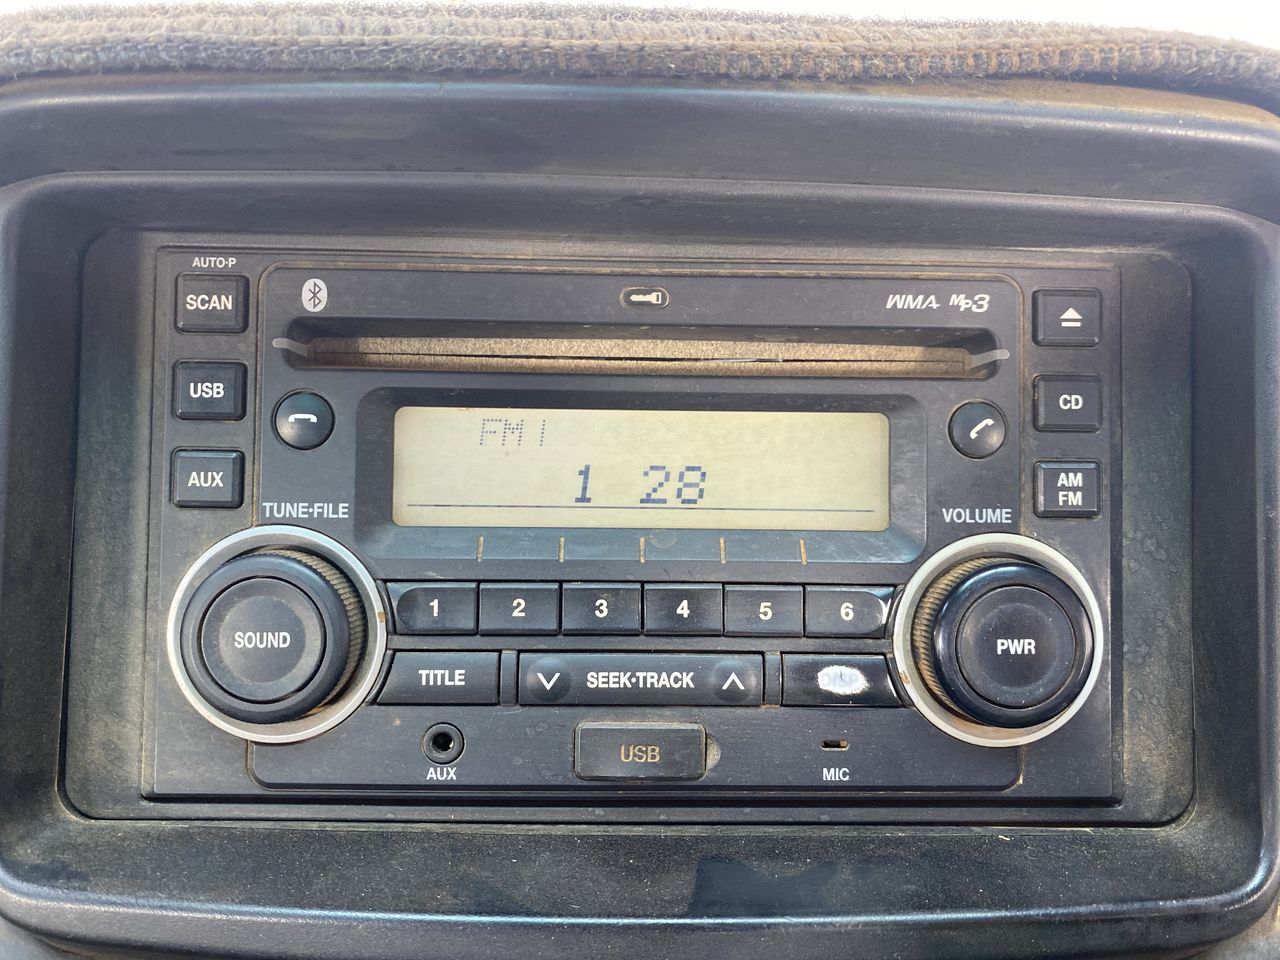 AUTO-P
SCAN
WMA MP3
USB
CD
FM1
AUX
1 28
AM
FM
TUNE·FILE
VOLUME
1 2 3 4 5 6
SOUND
PWR
TITLE
SEEK·TRACK
DISP
AUX
USB
MIC